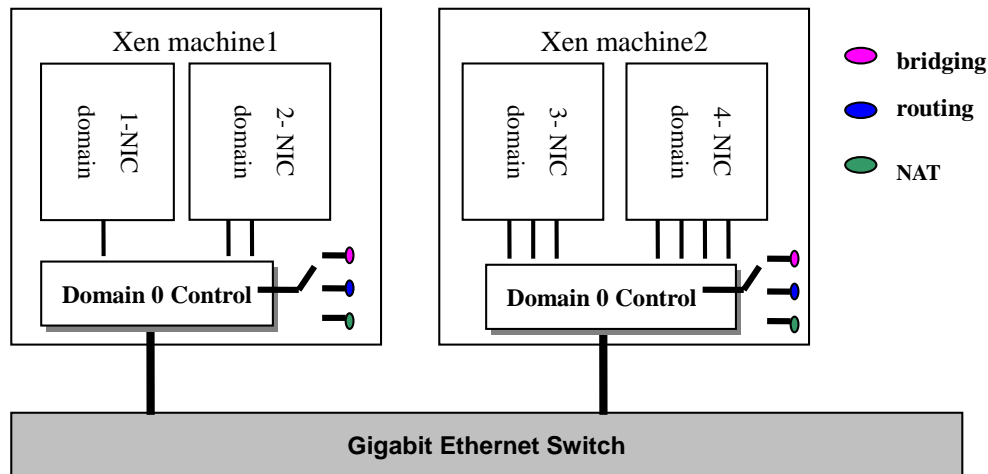 Xen machine1
1-NIC
domain
2- NIC
domain
Domain 0 Control
Xen machine2
3- NIC
domain
4- NIC
domain
Domain 0 Control
bridging
routing
NAT
Gigabit Ethernet Switch